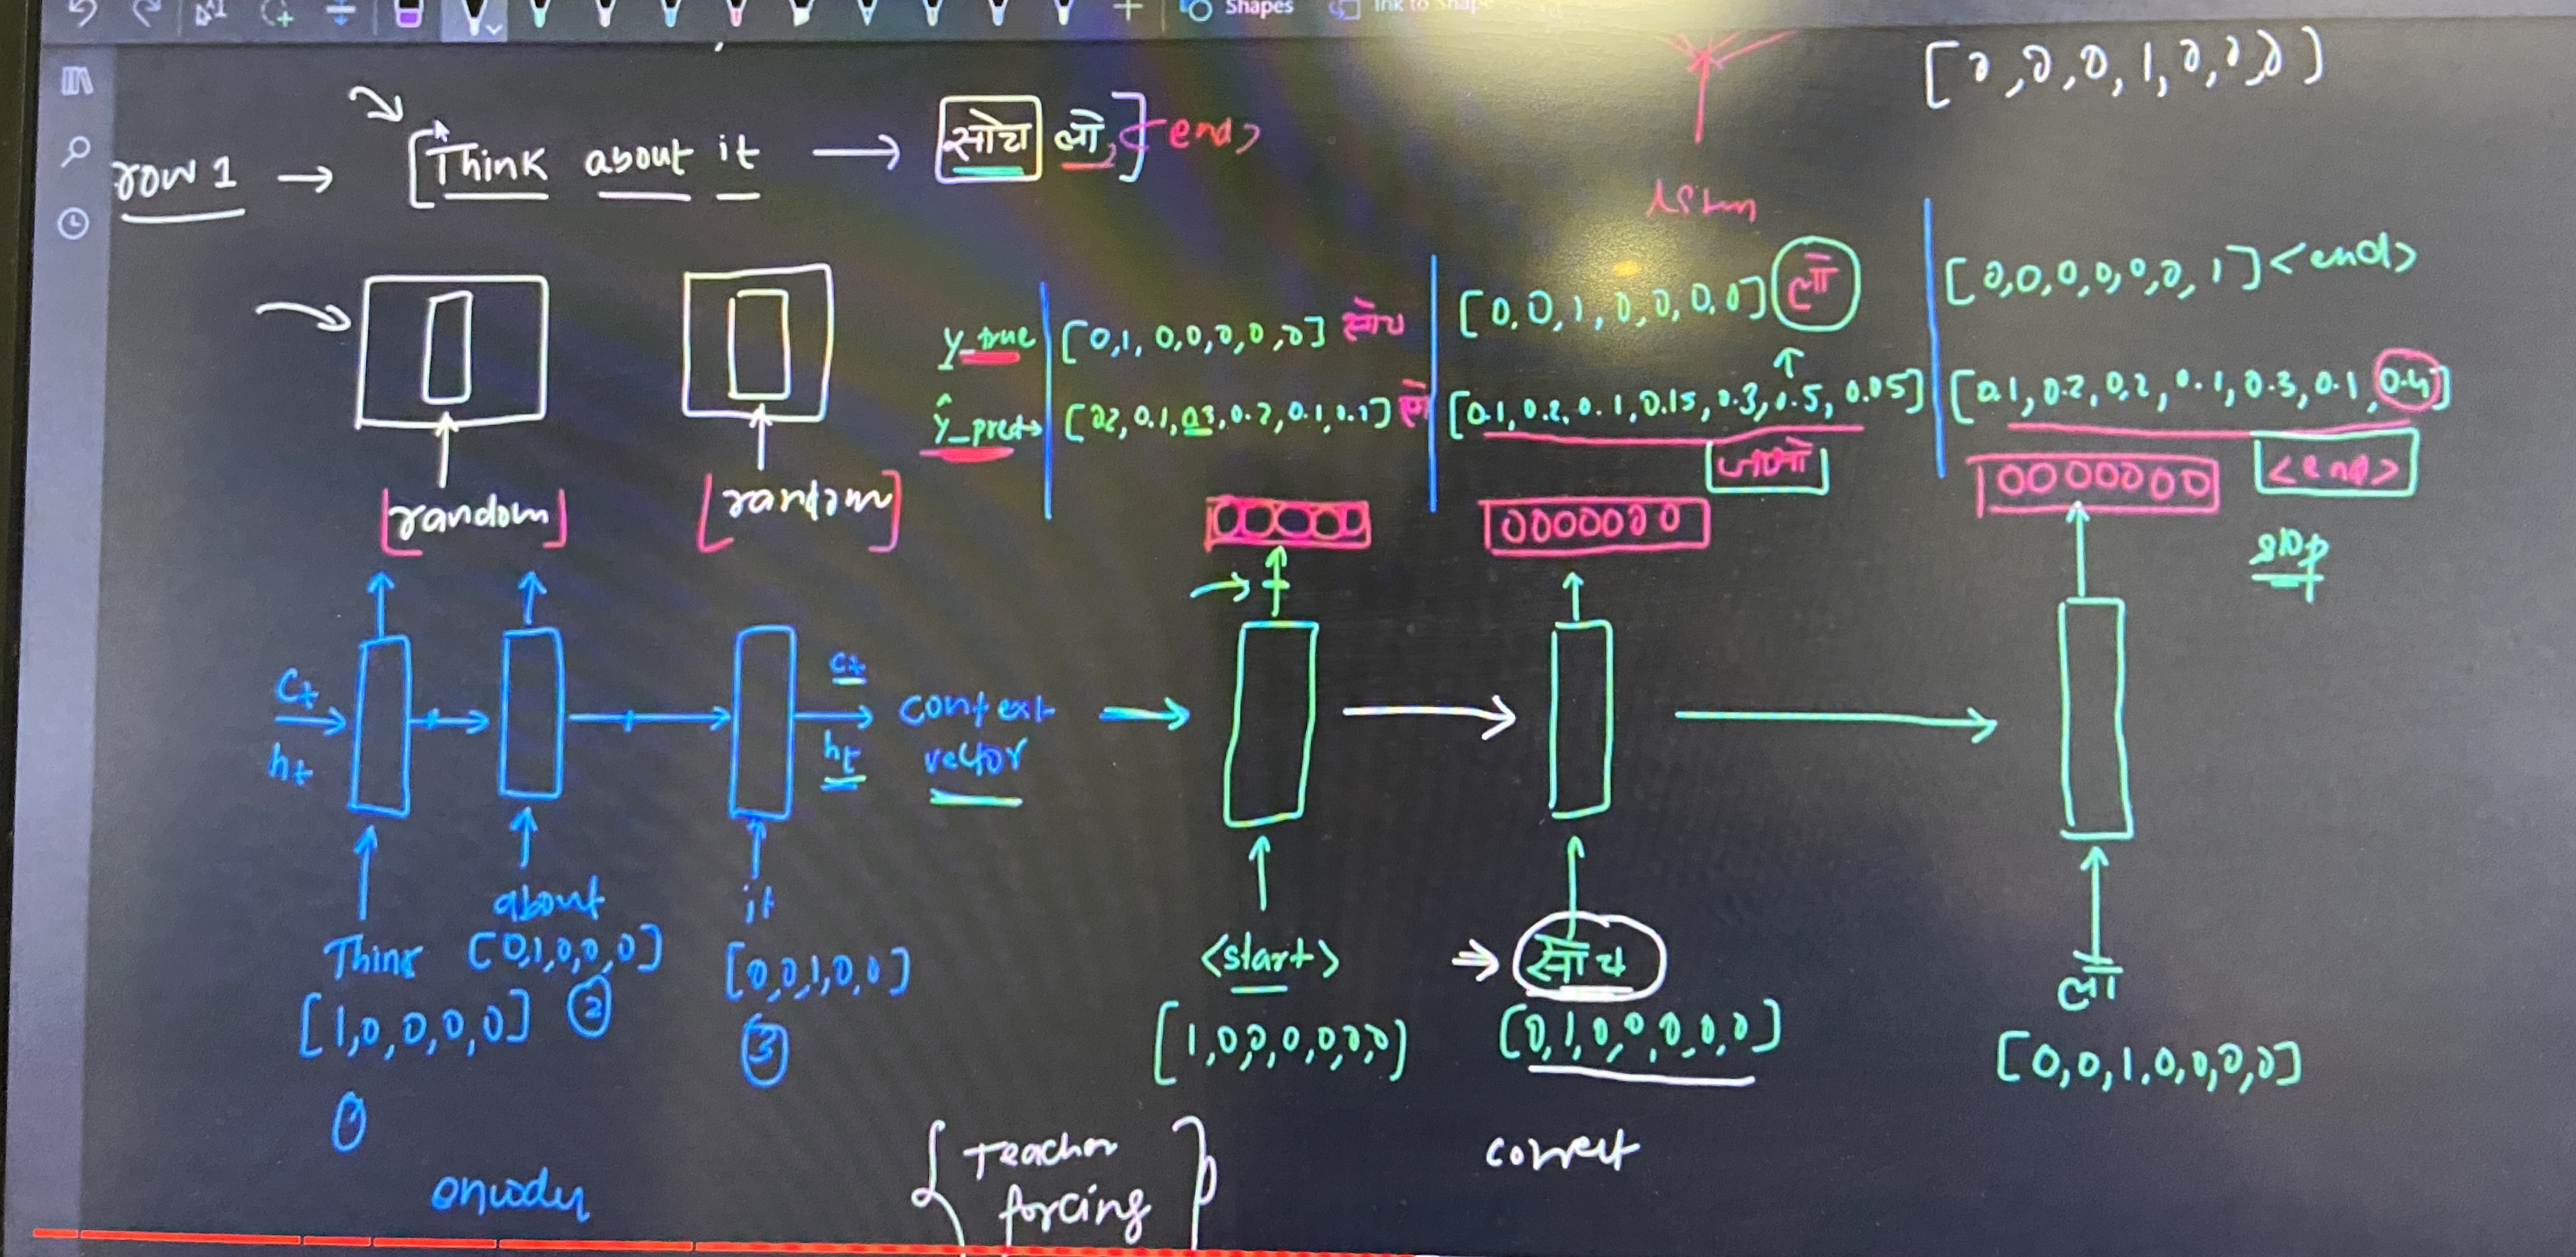 Shapes
Ink to Shape
[0,0,0,1,0,0,0]
row 1 → [Think about it → सोच लो] <end>
lstm
y_true [0,1,0,0,0,0,0] सोच
[0,0,1,0,0,0,0] लो
[0,0,0,0,0,0,1] <end>
ŷ_pred → [0.2,0.1,0.3,0.2,0.1,0.1] लो
[0.1,0.2,0.1,0.15,0.3,0.5,0.05]
[0.1,0.2,0.2,0.1,0.3,0.1,0.4]
जाओ
<end>
[random]
[random]
0000000
0000000
stop
Ct
ht
Ct
ht
context
vector
Think
about
it
<start>
सोच
लो
[1,0,0,0,0]
[0,1,0,0,0]
[0,0,1,0,0]
[1,0,0,0,0,0,0]
[0,1,0,0,0,0,0]
[0,0,1,0,0,0,0]
1
2
3
encoder
{Teacher
forcing}
correct